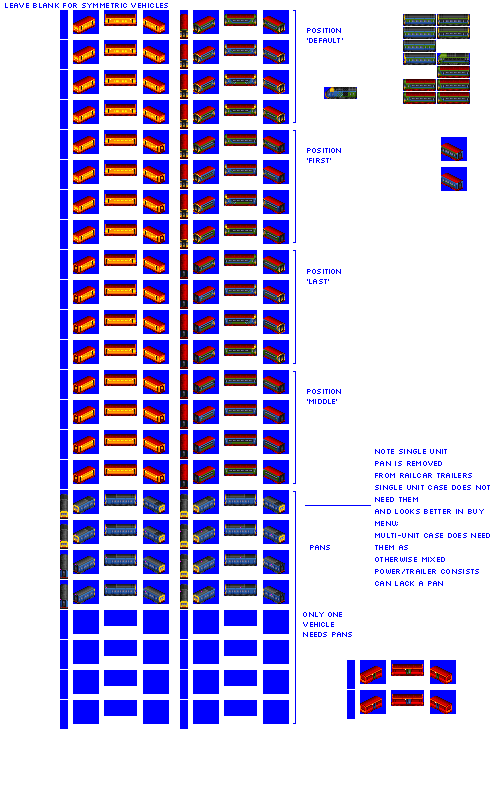 LEAVE BLANK FOR SYMMETRIC VEHICLES
POSITION
'DEFAULT'
POSITION
'FIRST'
POSITION
'LAST'
POSITION
'MIDDLE'
NOTE SINGLE UNIT
PAN IS REMOVED
FROM RAILCAR TRAILERS
SINGLE UNIT CASE DOES NOT
NEED THEM
AND LOOKS BETTER IN BUY
MENU;
MULTI-UNIT CASE DOES NEED
THEM AS
OTHERWISE MIXED
POWER/TRAILER CONSISTS
CAN LACK A PAN
PANS
ONLY ONE
VEHICLE
NEEDS PANS